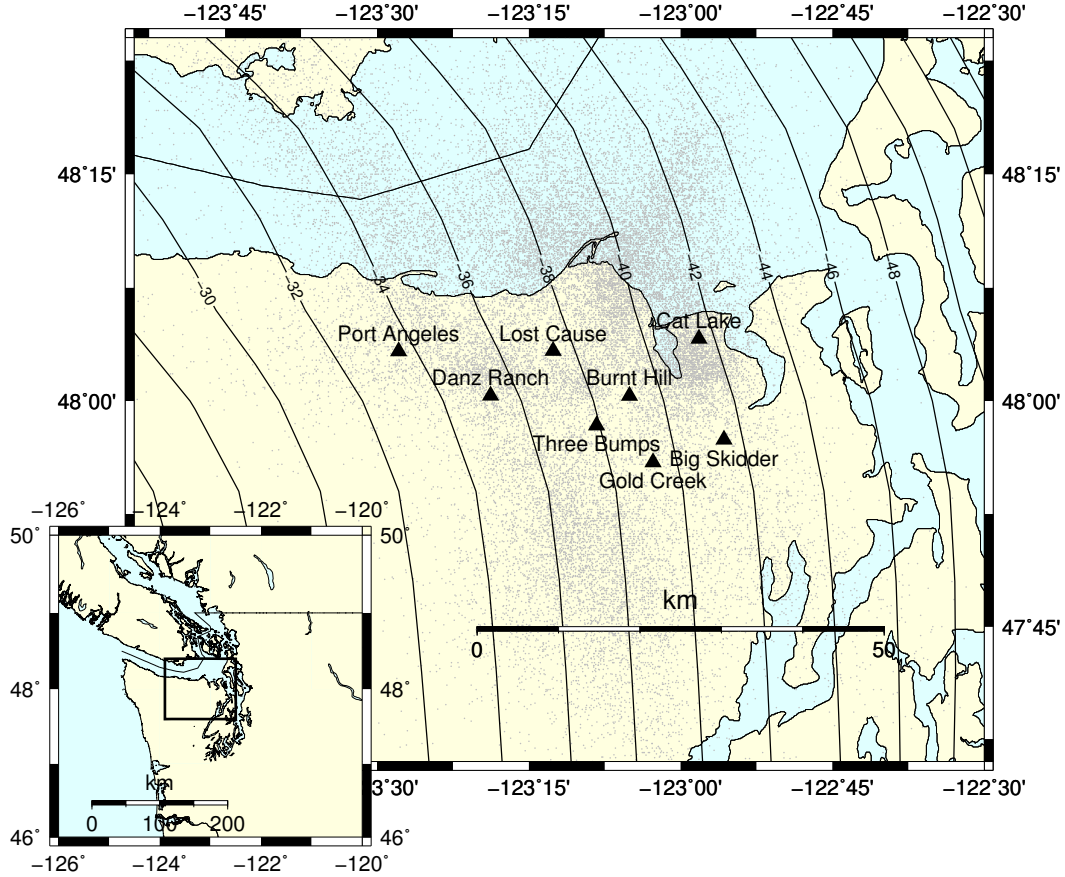 −123˚45' −123˚30' −123˚15' −123˚00' −122˚45' −122˚30'
48˚15' 48˚15'
−30 −32 −34 −36 −38 −40 −42 −44 −46 −48
Cat Lake
Port Angeles Lost Cause
Danz Ranch Burnt Hill
48˚00' 48˚00'
Three Bumps Big Skidder
Gold Creek
km
0 50
47˚45'
−126˚ −124˚ −122˚ −120˚
50˚ 50˚
48˚ 48˚
km
0 100 200
46˚ 46˚
−126˚ −124˚ −122˚ −120˚
3˚30' −123˚15' −123˚00' −122˚45' −122˚30'